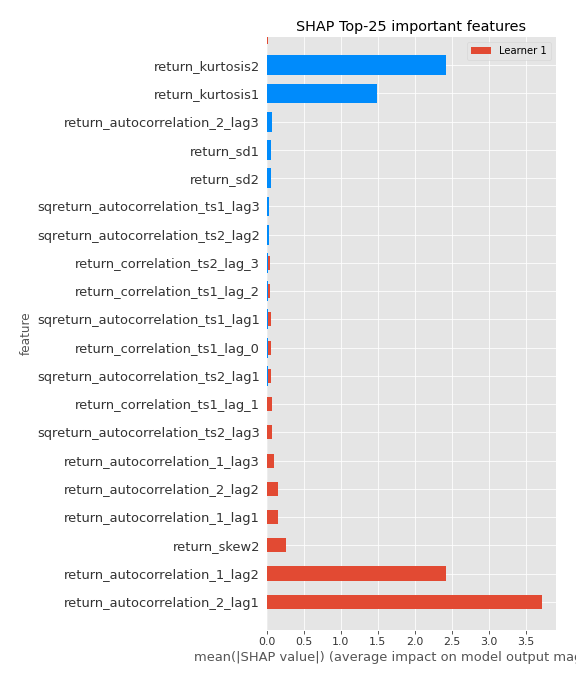 SHAP Top-25 important features
Learner 1
return_kurtosis2
return_kurtosis1
return_autocorrelation_2_lag3
return_sd1
return_sd2
sqreturn_autocorrelation_ts1_lag3
sqreturn_autocorrelation_ts2_lag2
return_correlation_ts2_lag_3
return_correlation_ts1_lag_2
sqreturn_autocorrelation_ts1_lag1
return_correlation_ts1_lag_0
sqreturn_autocorrelation_ts2_lag1
return_correlation_ts1_lag_1
sqreturn_autocorrelation_ts2_lag3
return_autocorrelation_1_lag3
return_autocorrelation_2_lag2
return_autocorrelation_1_lag1
return_skew2
return_autocorrelation_1_lag2
return_autocorrelation_2_lag1
feature
0.0 0.5 1.0 1.5 2.0 2.5 3.0 3.5
mean(|SHAP value|) (average impact on model output mag